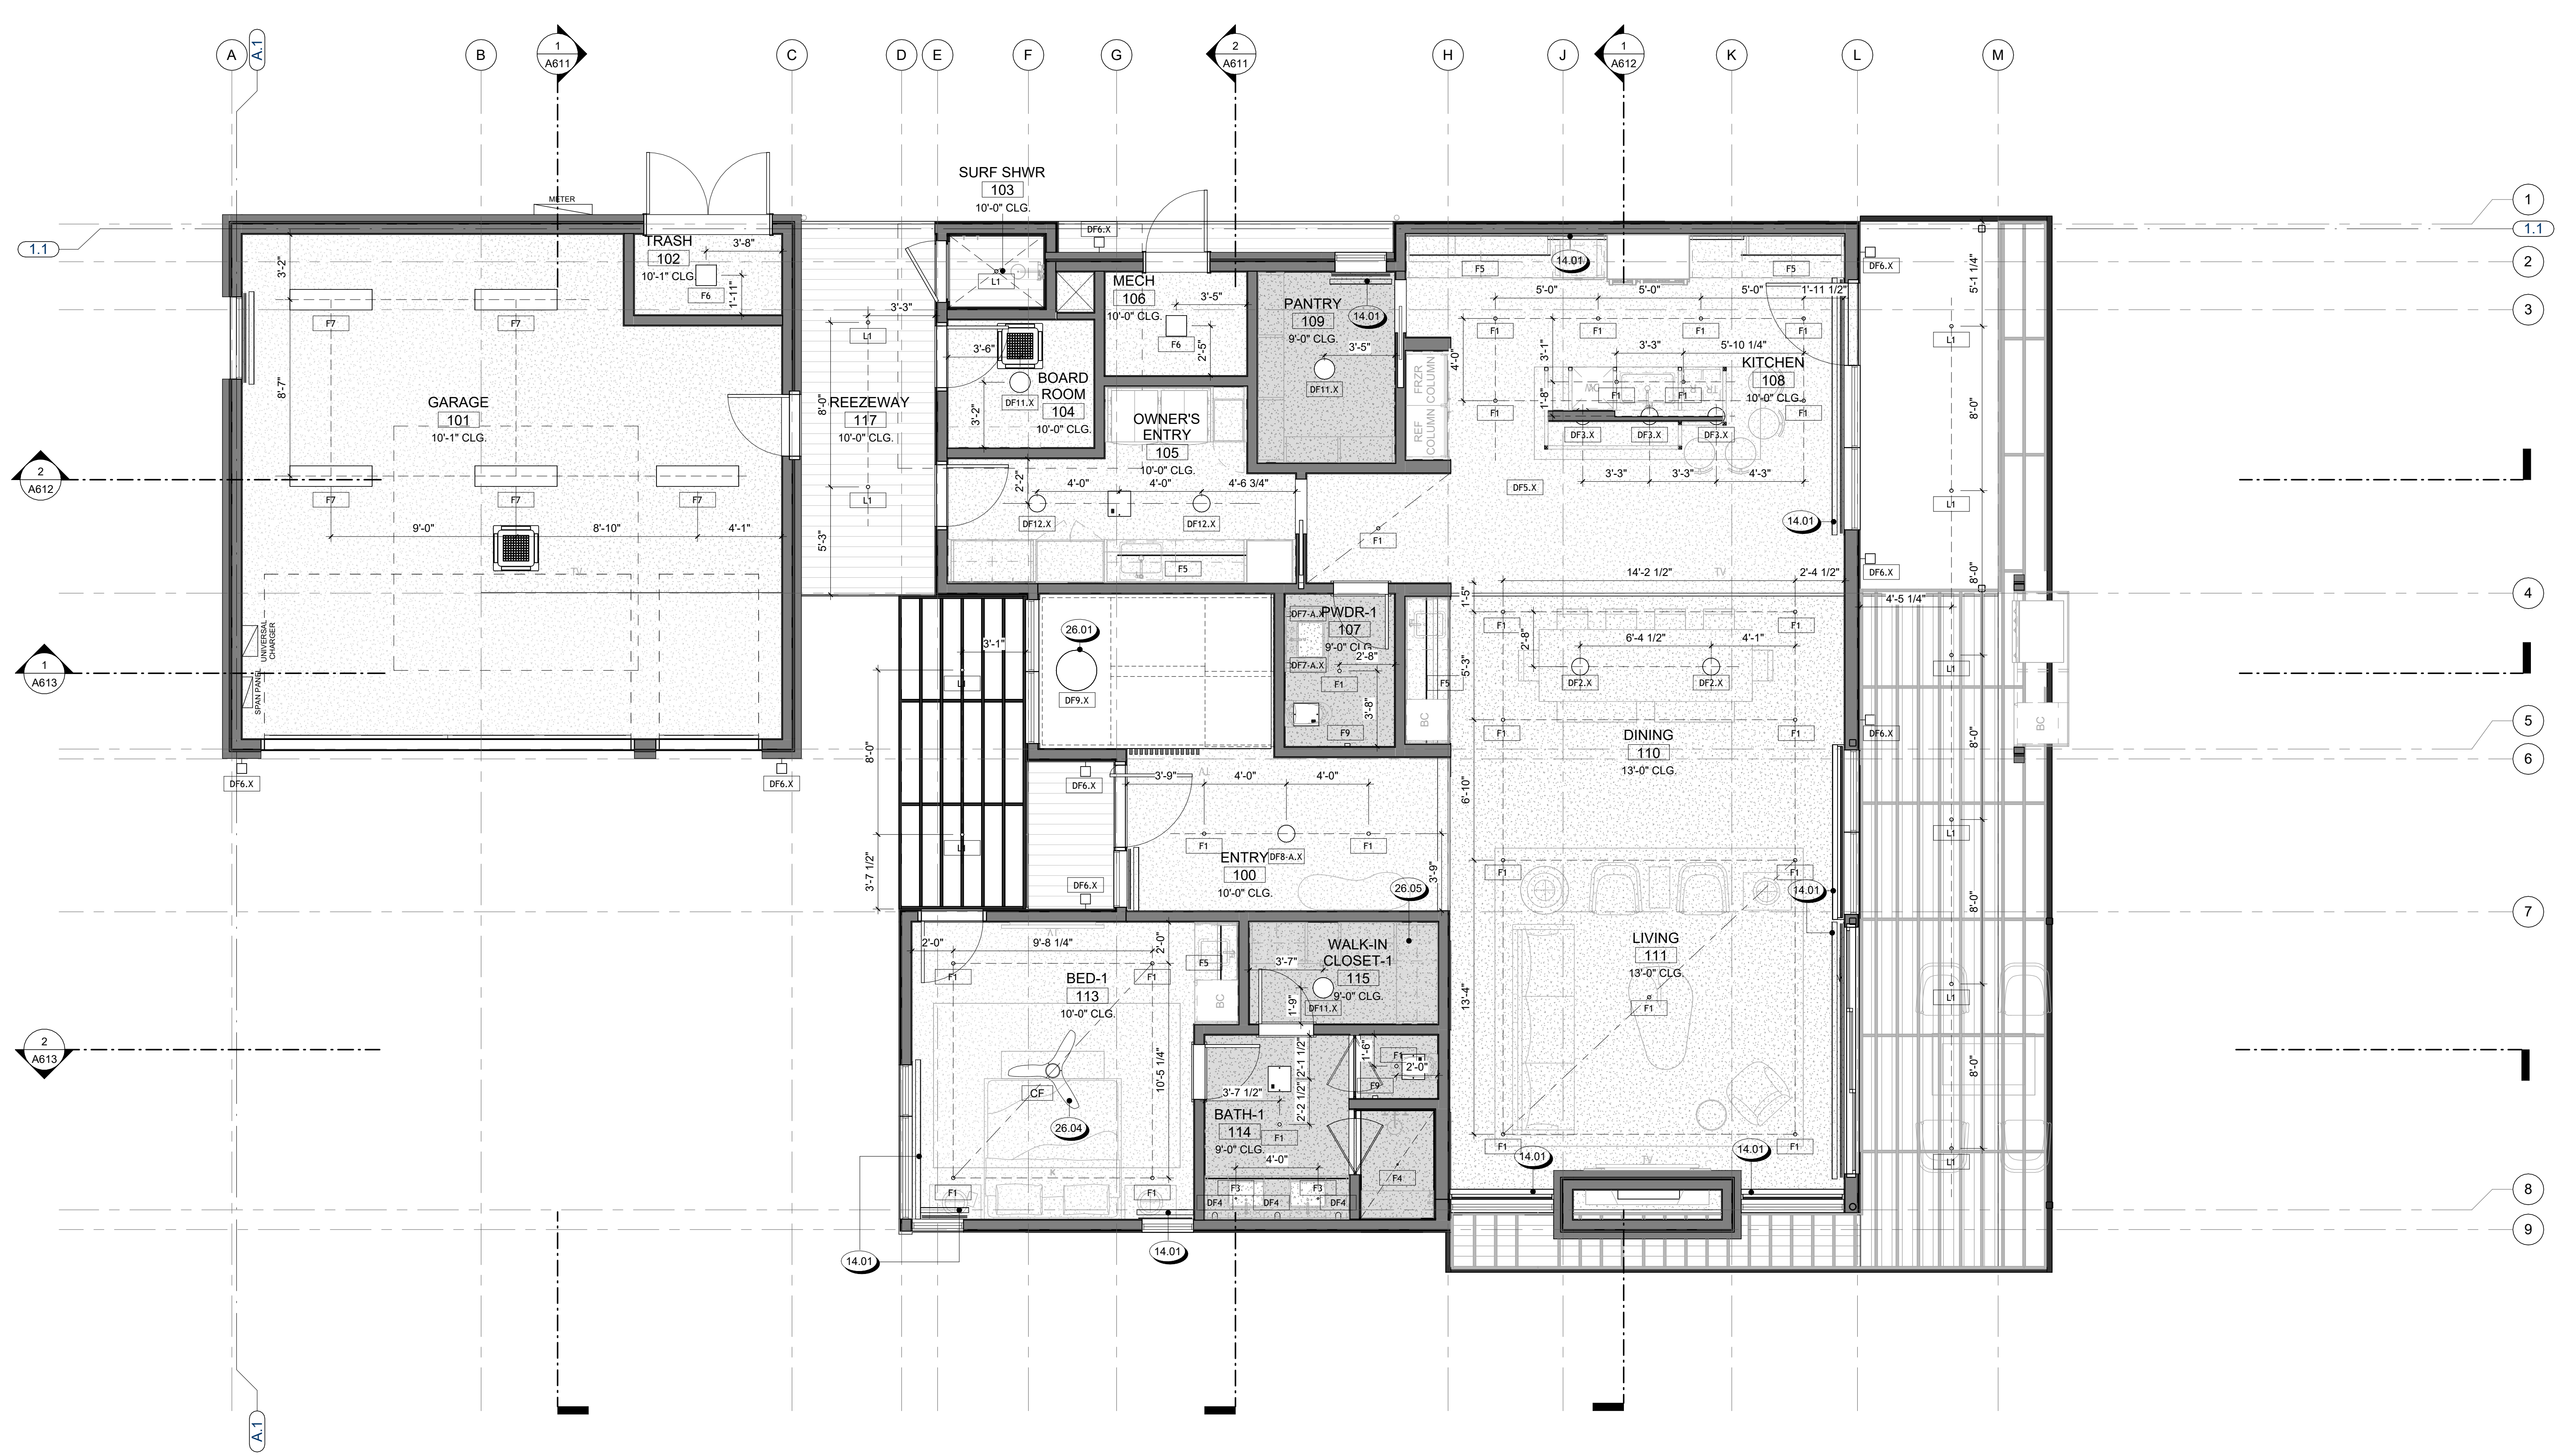 A
A.1
B
1
A611
C
D
E
F
G
2
A611
H
J
1
A612
K
L
M
1
1.1
2
3
4
5
6
7
8
9
1.1
2
A612
1
A613
2
A613
A.1
METER
TRASH
102
10'-1" CLG.
3'-8"
1'-11"
F6
3'-2"
8'-7"
F7
F7
GARAGE
101
10'-1" CLG.
F7
F7
F7
9'-0"
8'-10"
4'-1"
TV
UNIVERSAL
CHARGER
SPAN PANEL
DF6.X
DF6.X
SURF SHWR
103
10'-0" CLG.
L1
3'-3"
L1
8'-0"
REEZEWAY
117
10'-0" CLG.
L1
5'-3"
3'-6"
BOARD
ROOM
104
10'-0" CLG.
DF11.X
3'-2"
DF6.X
MECH
106
10'-0" CLG.
3'-5"
F6
2'-5"
OWNER'S
ENTRY
105
10'-0" CLG.
2'-2"
4'-0"
4'-0"
4'-6 3/4"
DF12.X
DF12.X
F5
PANTRY
109
9'-0" CLG.
14.01
3'-5"
DF11.X
FRZR
COLUMN
REF
COLUMN
F5
14.01
F5
5'-0"
5'-0"
5'-0"
1'-11 1/2"
F1
F1
F1
F1
4'-0"
3'-1"
3'-3"
5'-10 1/4"
KITCHEN
108
10'-0" CLG.
DW
TR
R
1'-8"
F1
F1
F1
F1
DF3.X
DF3.X
DF3.X
3'-3"
3'-3"
4'-3"
DF5.X
14.01
F1
DF6.X
DF6.X
DF6.X
L1
L1
L1
L1
L1
L1
5'-1 1/4"
8'-0"
8'-0"
8'-0"
8'-0"
8'-0"
4'-5 1/4"
BC
14'-2 1/2"
TV
2'-4 1/2"
1'-5"
F1
F1
2'-8"
6'-4 1/2"
4'-1"
5'-3"
DF2.X
DF2.X
F1
F1
DINING
110
13'-0" CLG.
6'-10"
F5
BC
DF7-A.X
PWDR-1
107
9'-0" CLG.
DF7-A.X
2'-8"
F1
3'-8"
F9
26.01
DF9.X
3'-1"
L1
8'-0"
L1
3'-7 1/2"
DF6.X
DF6.X
TV
3'-9"
4'-0"
4'-0"
F1
F1
ENTRY
DF8-A.X
100
10'-0" CLG.
3'-9"
26.05
F1
F1
14.01
LIVING
111
13'-0" CLG.
F1
13'-4"
F1
F1
14.01
14.01
TV
2'-0"
TV
9'-8 1/4"
2'-0"
F1
F1
F5
BED-1
113
10'-0" CLG.
BC
CF
10'-5 1/4"
26.04
K
F1
F1
14.01
14.01
WALK-IN
CLOSET-1
115
9'-0" CLG.
3'-7"
1'-9"
DF11.X
2'-1 1/2"
1'-6"
F1
2'-0"
F9
3'-7 1/2"
2'-2 1/2"
BATH-1
114
9'-0" CLG.
F1
4'-0"
F3
F3
DF4
DF4
DF4
F4
A.1